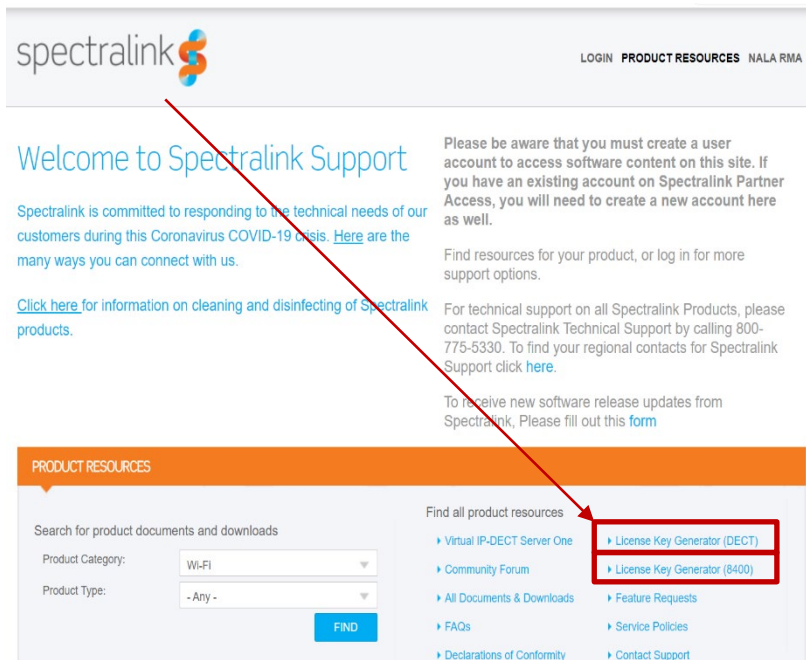 spectralink
LOGIN PRODUCT RESOURCES NALA RMA
Welcome to Spectralink Support
Spectralink is committed to responding to the technical needs of our
customers during this Coronavirus COVID-19 crisis. Here are the
many ways you can connect with us.
Click here for information on cleaning and disinfecting of Spectralink
products.
Please be aware that you must create a user
account to access software content on this site. If
you have an existing account on Spectralink Partner
Access, you will need to create a new account here
as well.
Find resources for your product, or log in for more
support options.
For technical support on all Spectralink Products, please
contact Spectralink Technical Support by calling 800-
775-5330. To find your regional contacts for Spectralink
Support click here.
To receive new software release updates from
Spectralink, Please fill out this form
PRODUCT RESOURCES
Search for product documents and downloads
Product Category:
Wi-Fi
Product Type:
- Any -
FIND
Find all product resources
Virtual IP-DECT Server One
Community Forum
All Documents & Downloads
FAQs
Declarations of Conformity
License Key Generator (DECT)
License Key Generator (8400)
Feature Requests
Service Policies
Contact Support